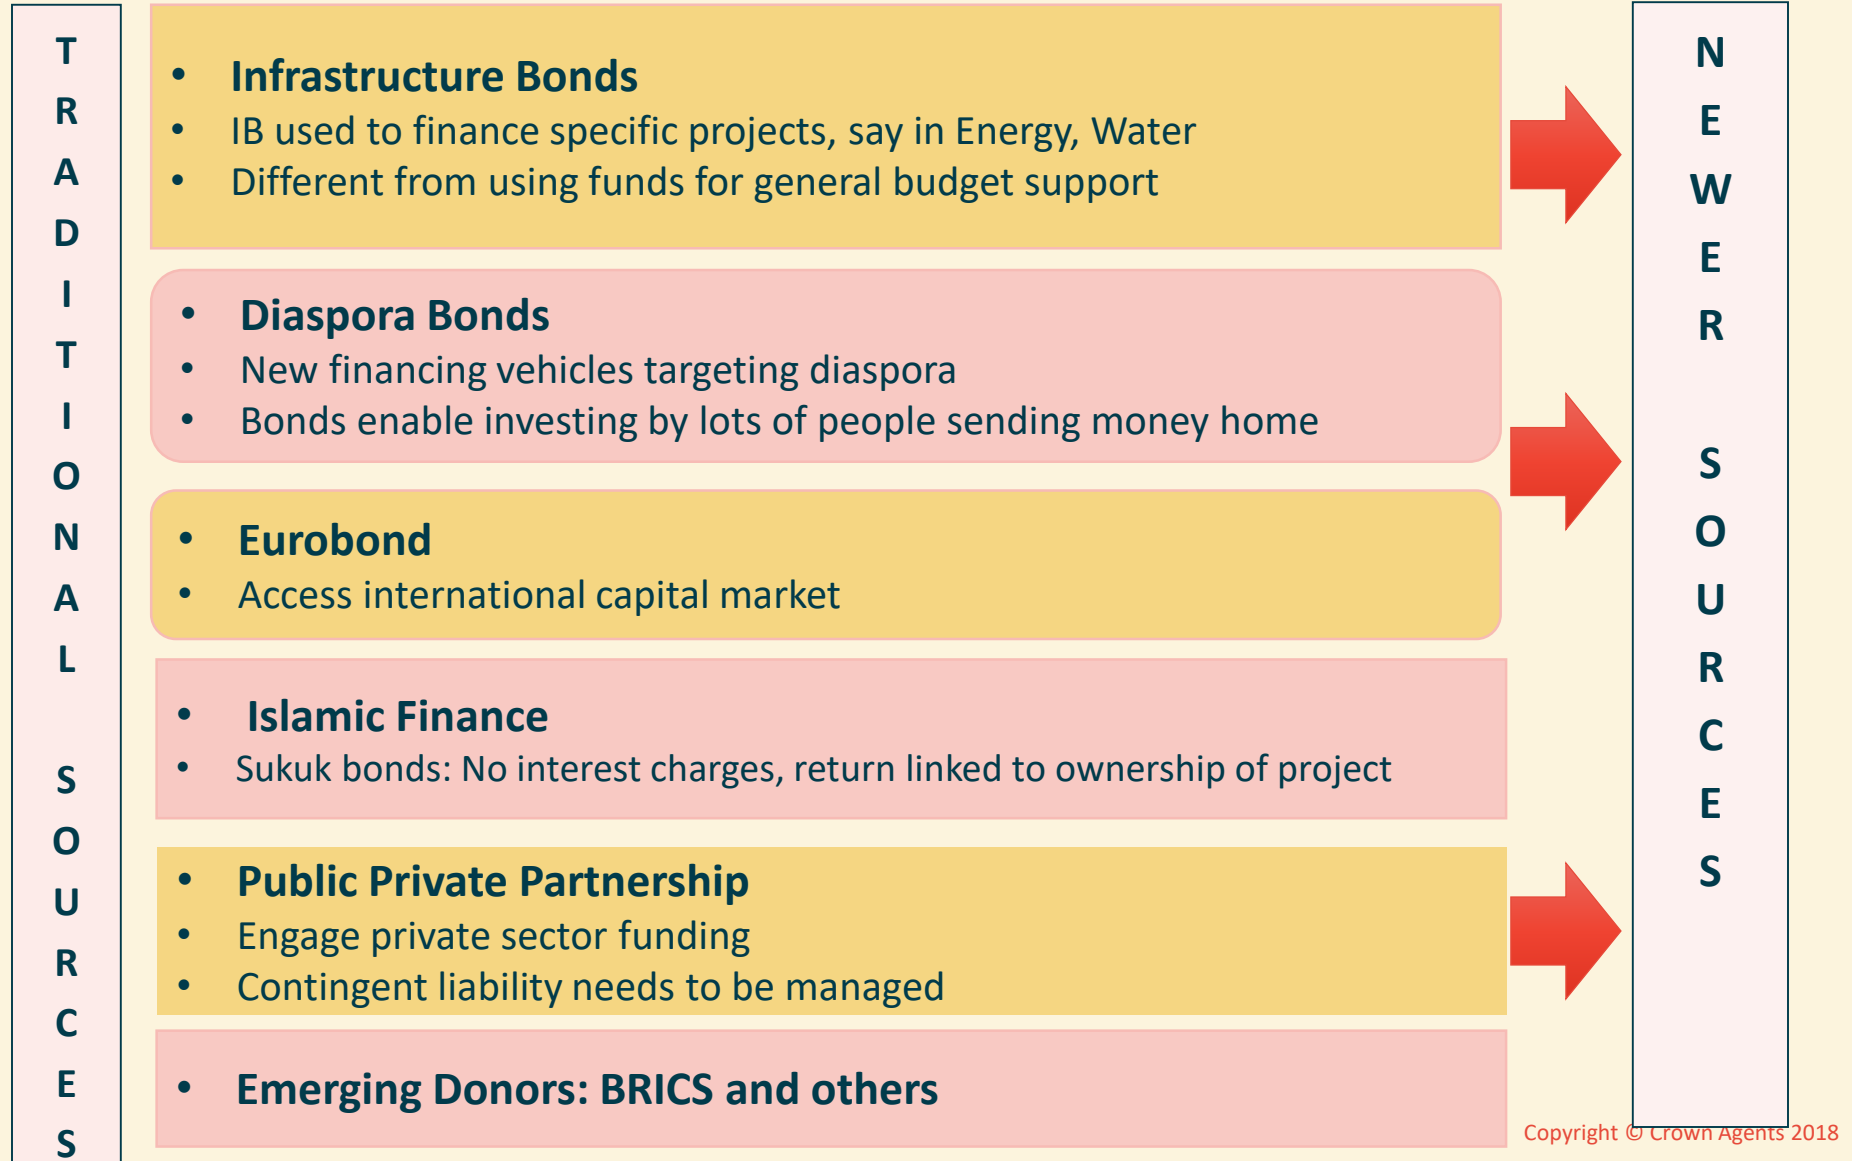 TRADITIONAL SOURCES
• Infrastructure Bonds
• IB used to finance specific projects, say in Energy, Water
• Different from using funds for general budget support
• Diaspora Bonds
• New financing vehicles targeting diaspora
• Bonds enable investing by lots of people sending money home
• Eurobond
• Access international capital market
• Islamic Finance
• Sukuk bonds: No interest charges, return linked to ownership of project
• Public Private Partnership
• Engage private sector funding
• Contingent liability needs to be managed
• Emerging Donors: BRICS and others
NEWER SOURCES
Copyright © Crown Agents 2018